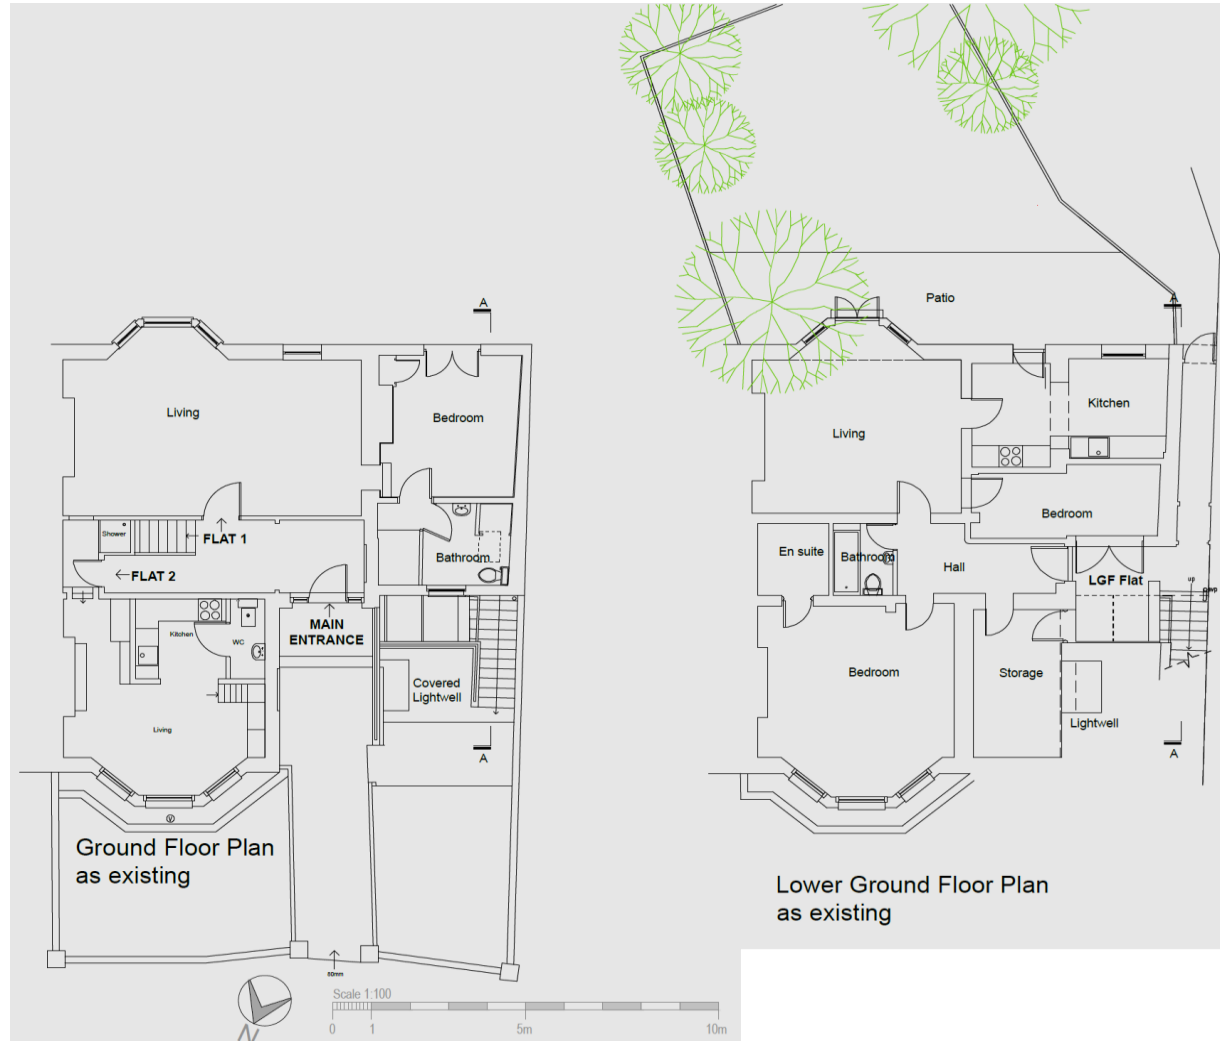 A
Living
Bedroom
Shower
FLAT 1
FLAT 2
Bathroom
MAIN
ENTRANCE
Kitchen
WC
Covered
Lightwell
Living
A
V
Ground Floor Plan
as existing
80mm
N
Scale 1:100
0 1 5m 10m
Patio
A
Kitchen
Living
Bedroom
En suite
Bathroom
Hall
LGF Flat
up
Bedroom
Storage
Lightwell
A
Lower Ground Floor Plan
as existing